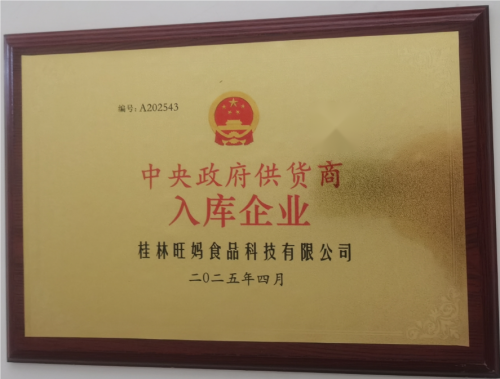 编号：A202543
中央政府供货商
入库企业
桂林旺妈食品科技有限公司
二〇二五年四月